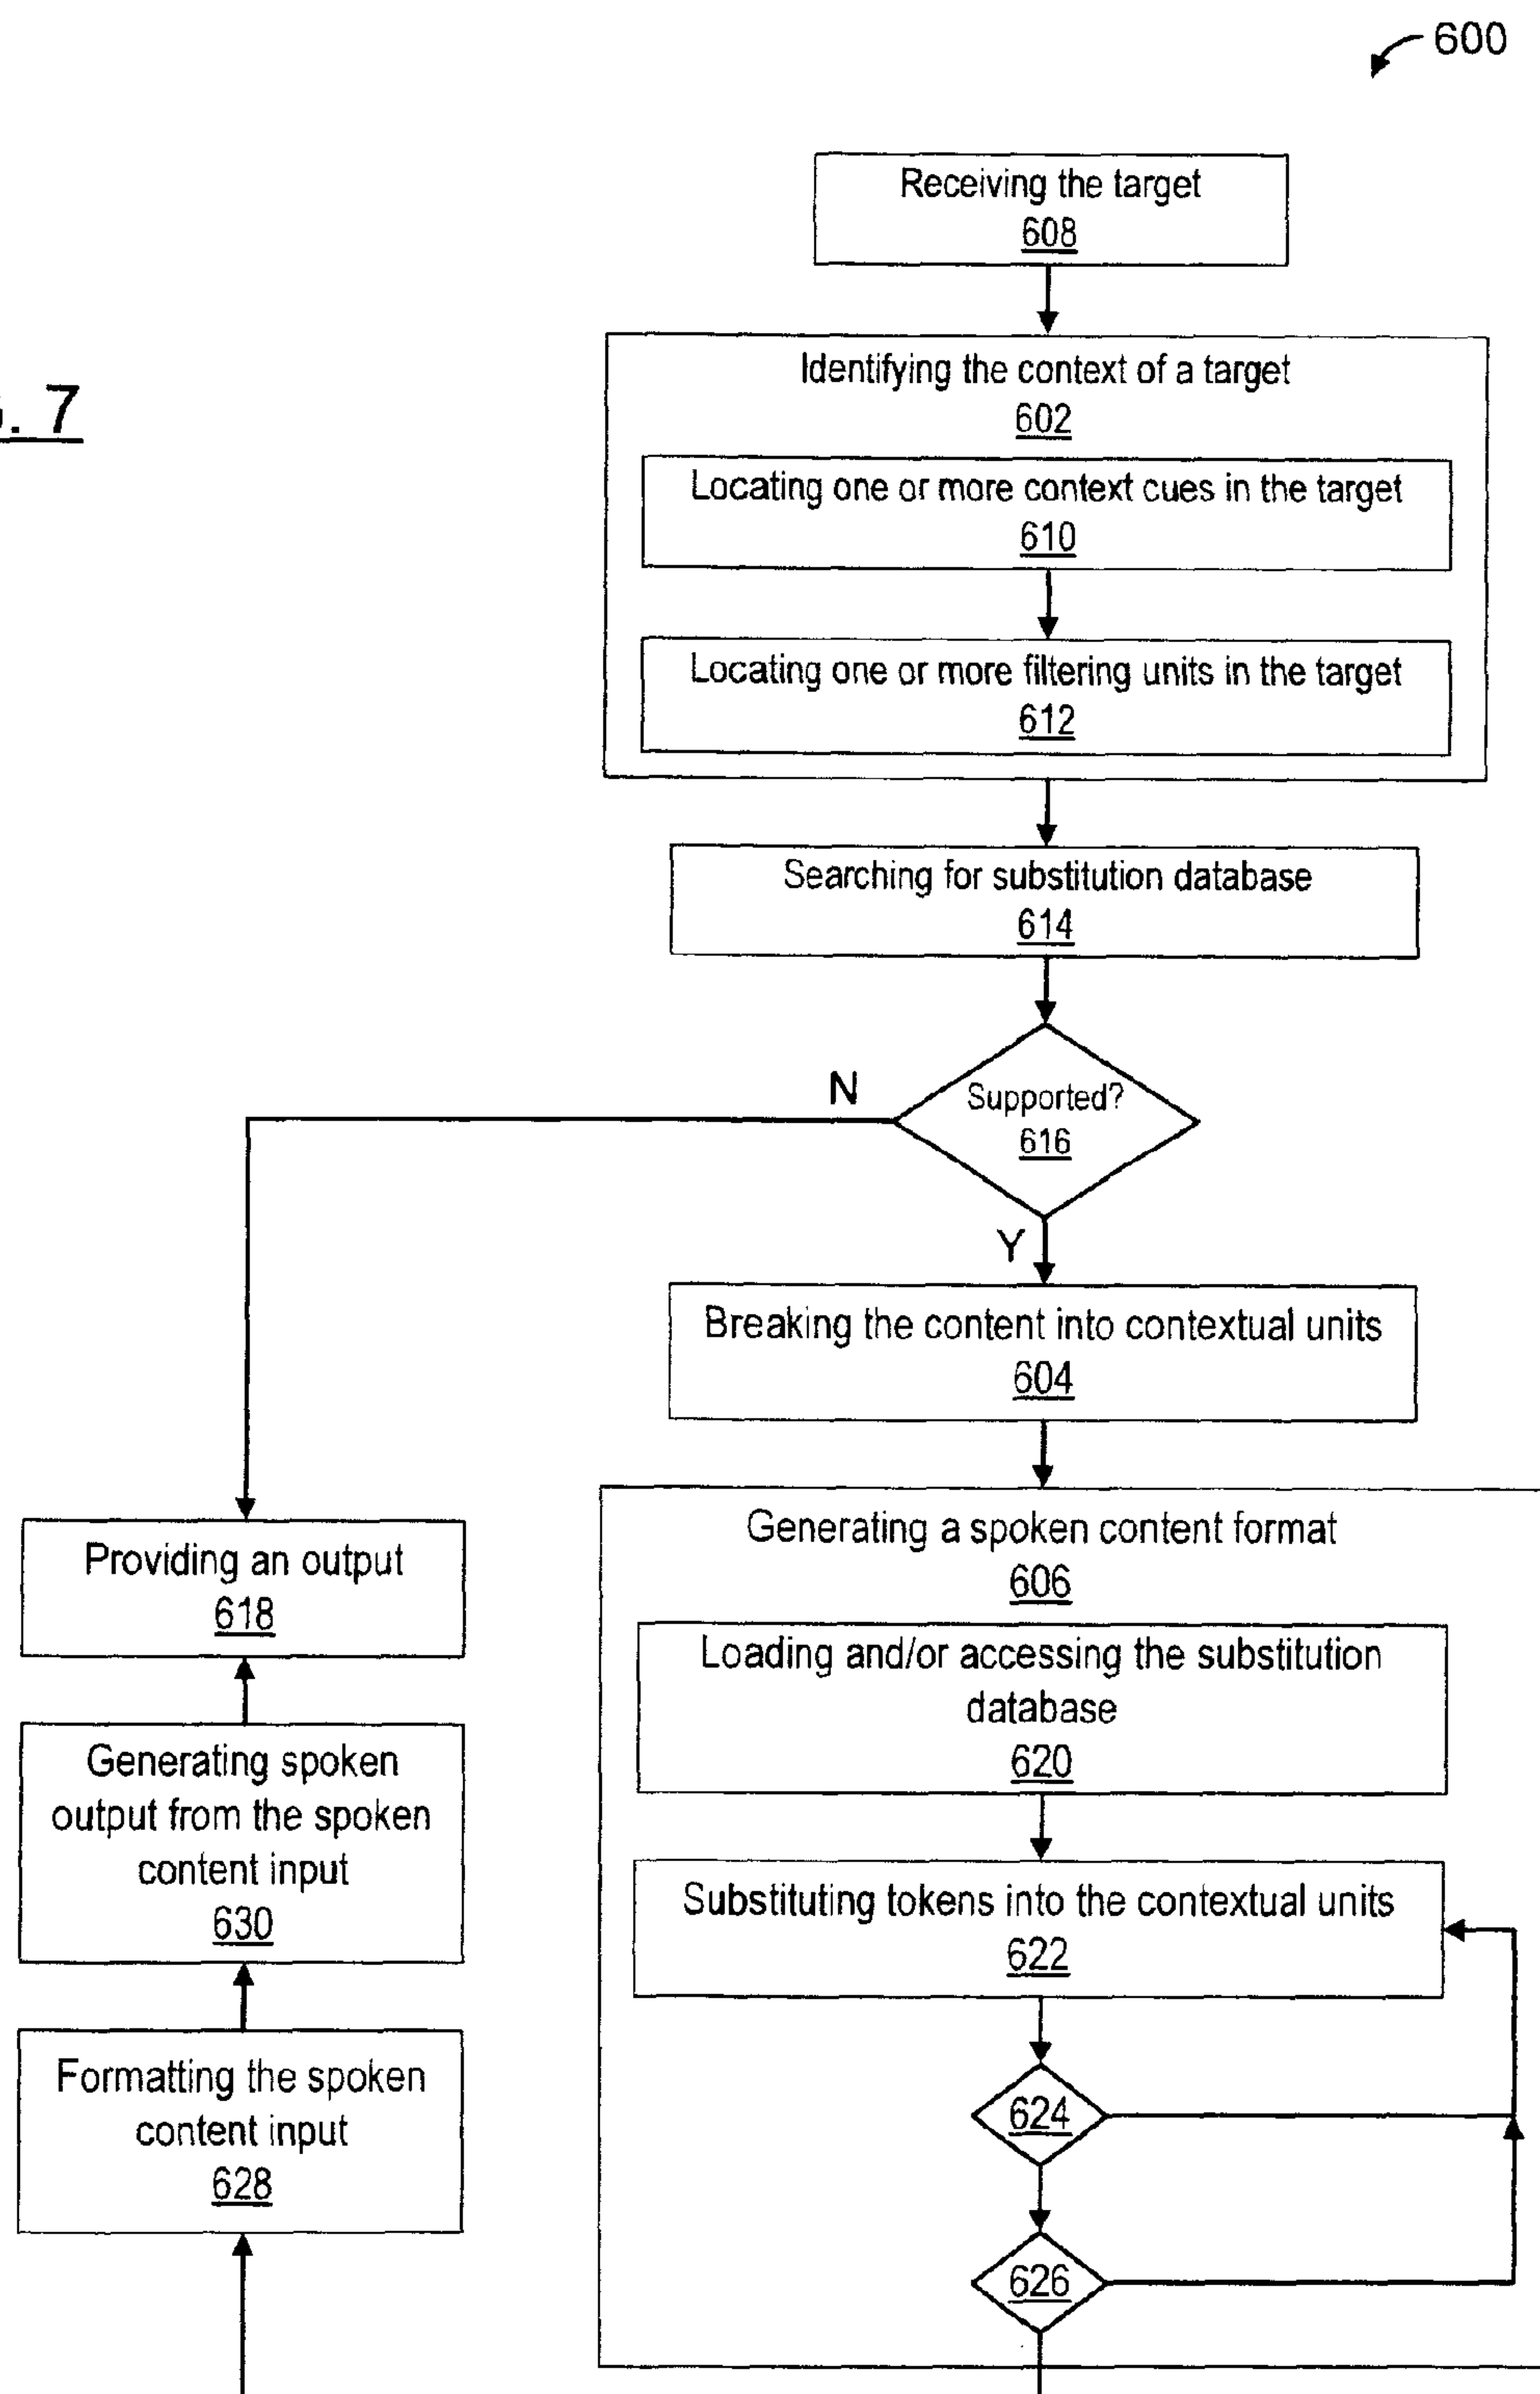 600
Receiving the target
608
Identifying the context of a target
602
. 7
Locating one or more context cues in the target
610
Locating one or more filtering units in the target
612
Searching for substitution database
614
N
Supported?
616
Y
Breaking the content into contextual units
604
Generating a spoken content format
606
Providing an output
618
Loading and/or accessing the substitution
database
620
Generating spoken
output from the spoken
content input
630
Substituting tokens into the contextual units
622
Formatting the spoken
content input
628
624
626